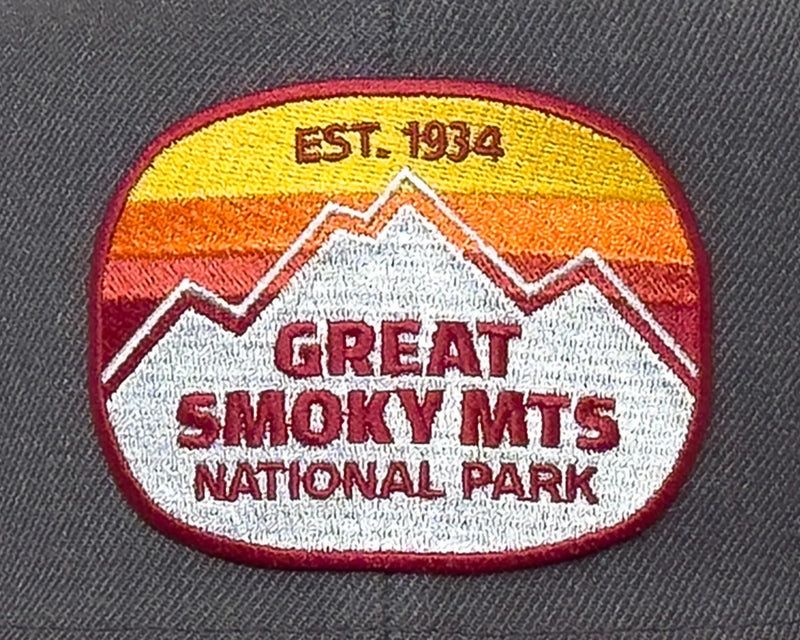 EST. 1934
GREAT
SMOKY MTS
NATIONAL PARK